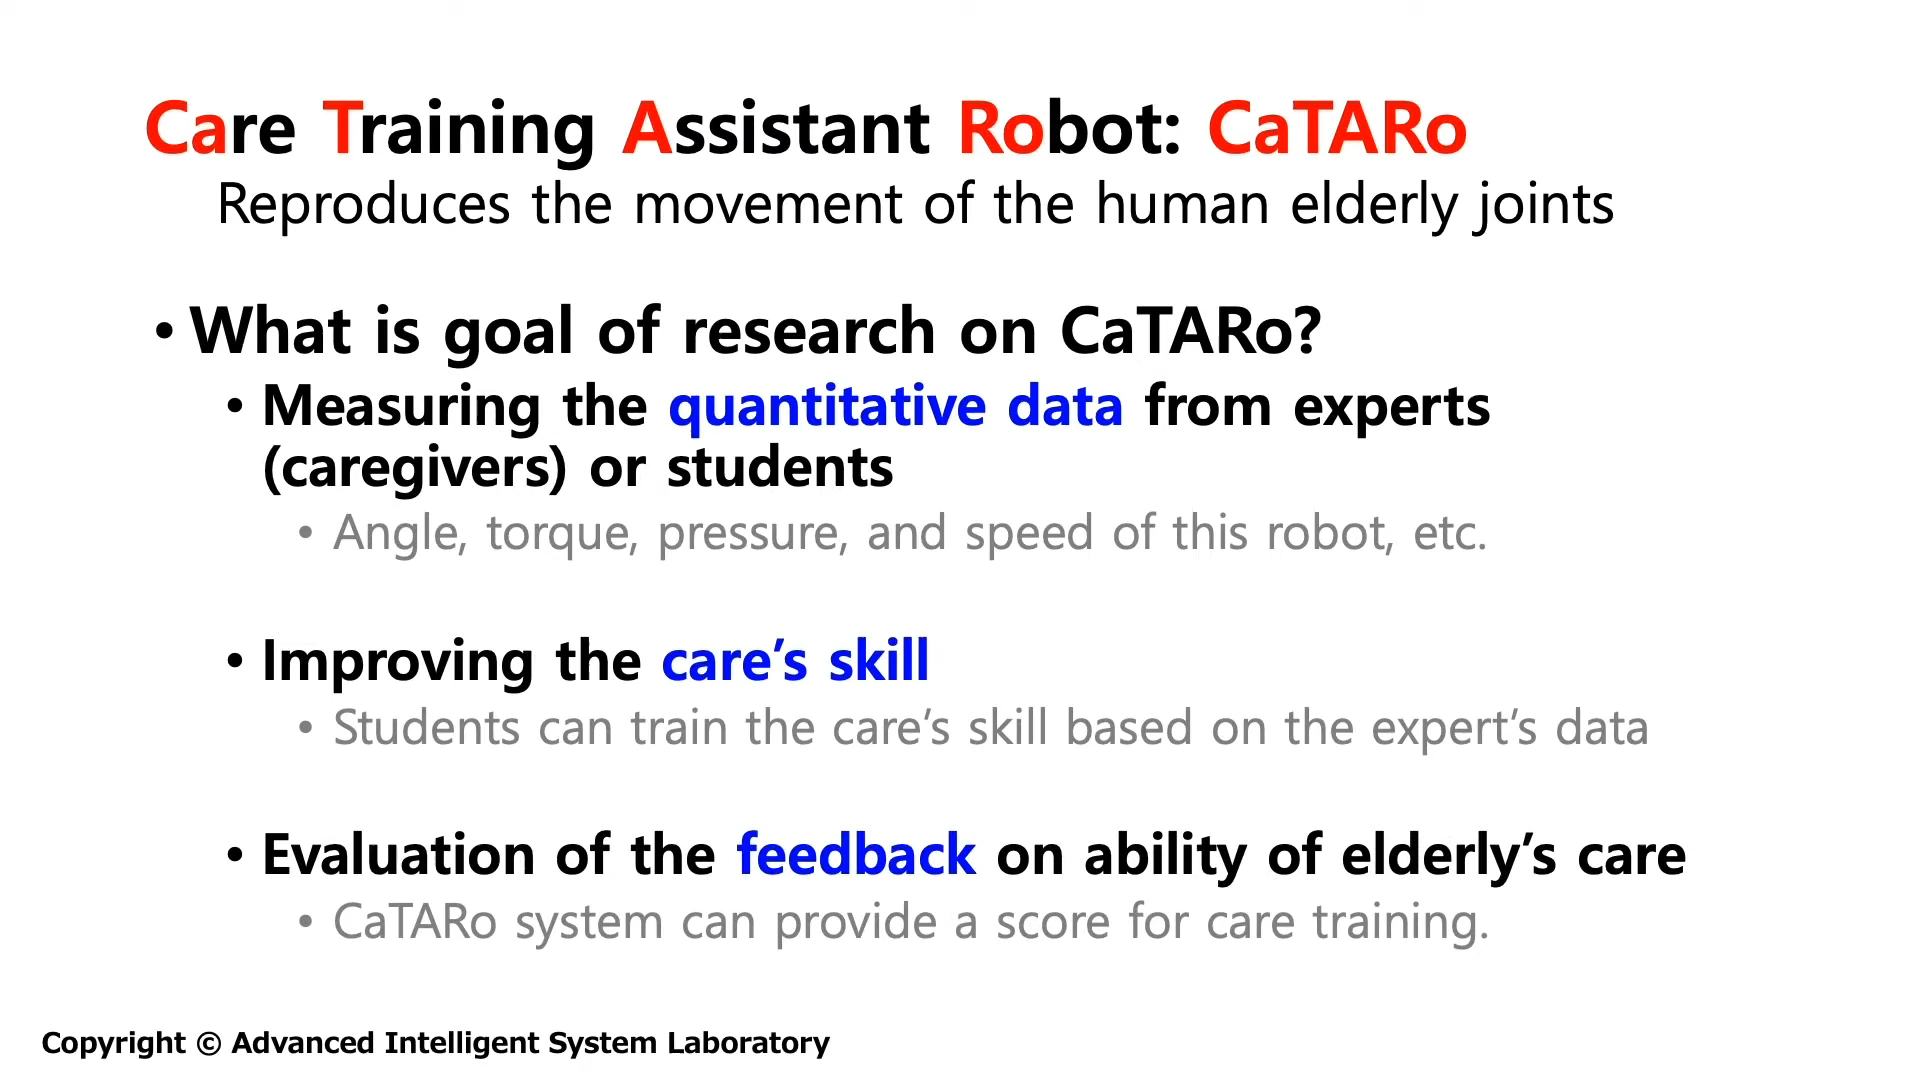 Care Training Assistant Robot: CaTARo
Reproduces the movement of the human elderly joints
• What is goal of research on CaTARo?
• Measuring the quantitative data from experts
(caregivers) or students
• Angle, torque, pressure, and speed of this robot, etc.
• Improving the care’s skill
• Students can train the care’s skill based on the expert’s data
• Evaluation of the feedback on ability of elderly’s care
• CaTARo system can provide a score for care training.
Copyright © Advanced Intelligent System Laboratory